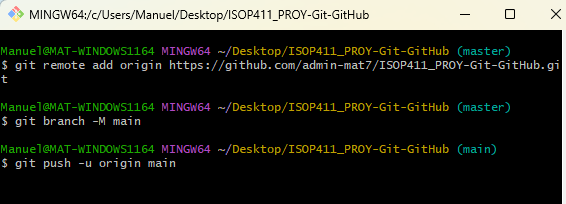 MINGW64:/c/Users/Manuel/Desktop/ISOP411_PROY-Git-GitHub
Manuel@MAT-WINDOWS1164 MINGW64 ~/Desktop/ISOP411_PROY-Git-GitHub (master)
$ git remote add origin https://github.com/admin-mat7/ISOP411_PROY-Git-GitHub.gi
t
Manuel@MAT-WINDOWS1164 MINGW64 ~/Desktop/ISOP411_PROY-Git-GitHub (master)
$ git branch -M main
Manuel@MAT-WINDOWS1164 MINGW64 ~/Desktop/ISOP411_PROY-Git-GitHub (main)
$ git push -u origin main